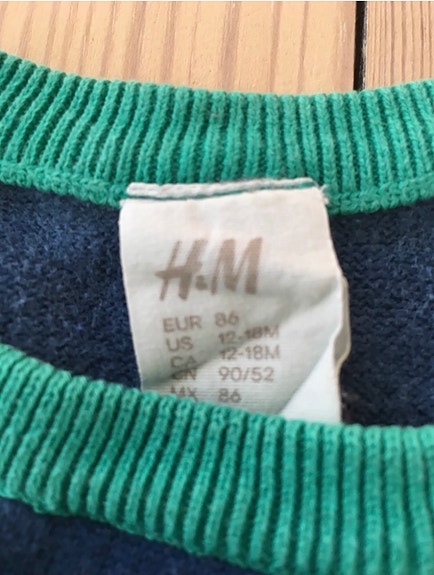 H&M
EUR 86
US 12-18M
CA 12-18M
CN 90/52
MX 86